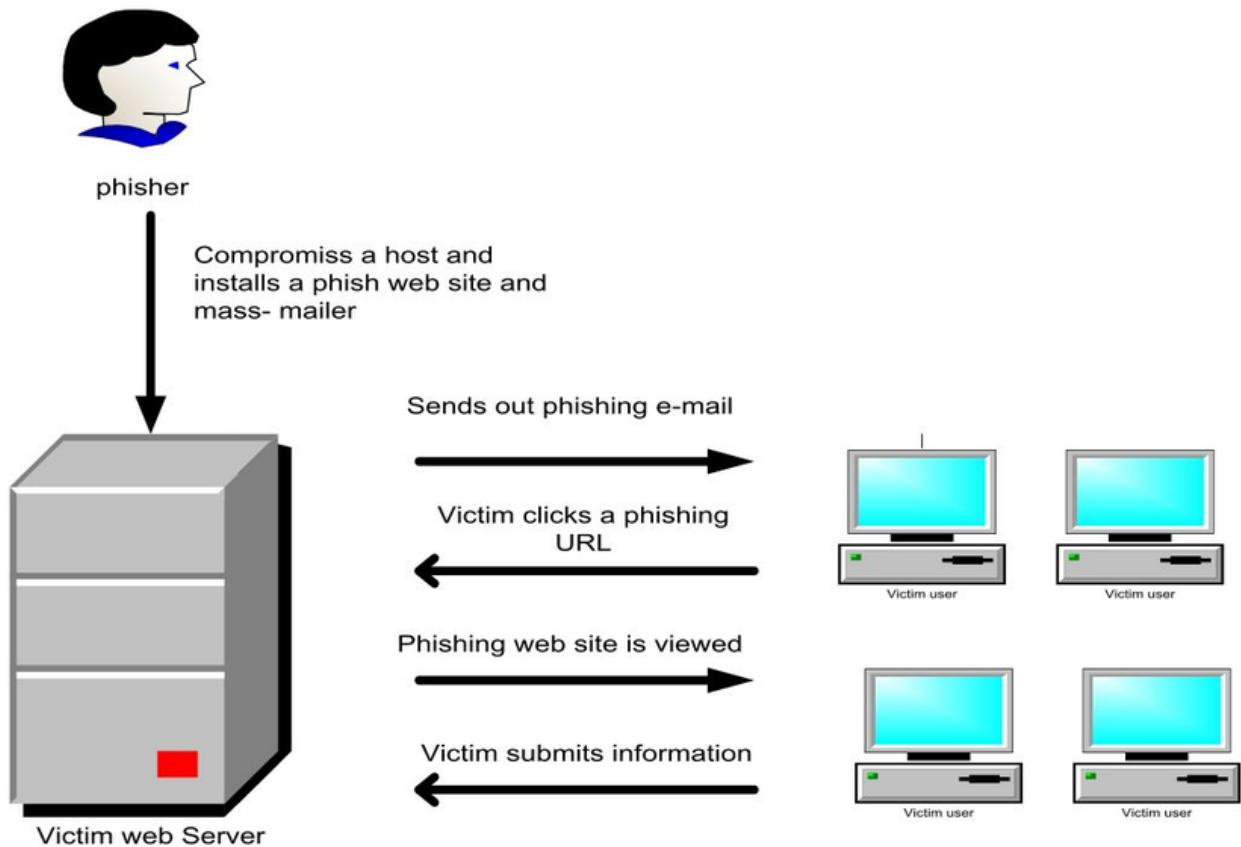 phisher
Compromiss a host and
installs a phish web site and
mass- mailer
Sends out phishing e-mail
Victim clicks a phishing
URL
Phishing web site is viewed
Victim submits information
Victim web Server
Victim user
Victim user
Victim user
Victim user